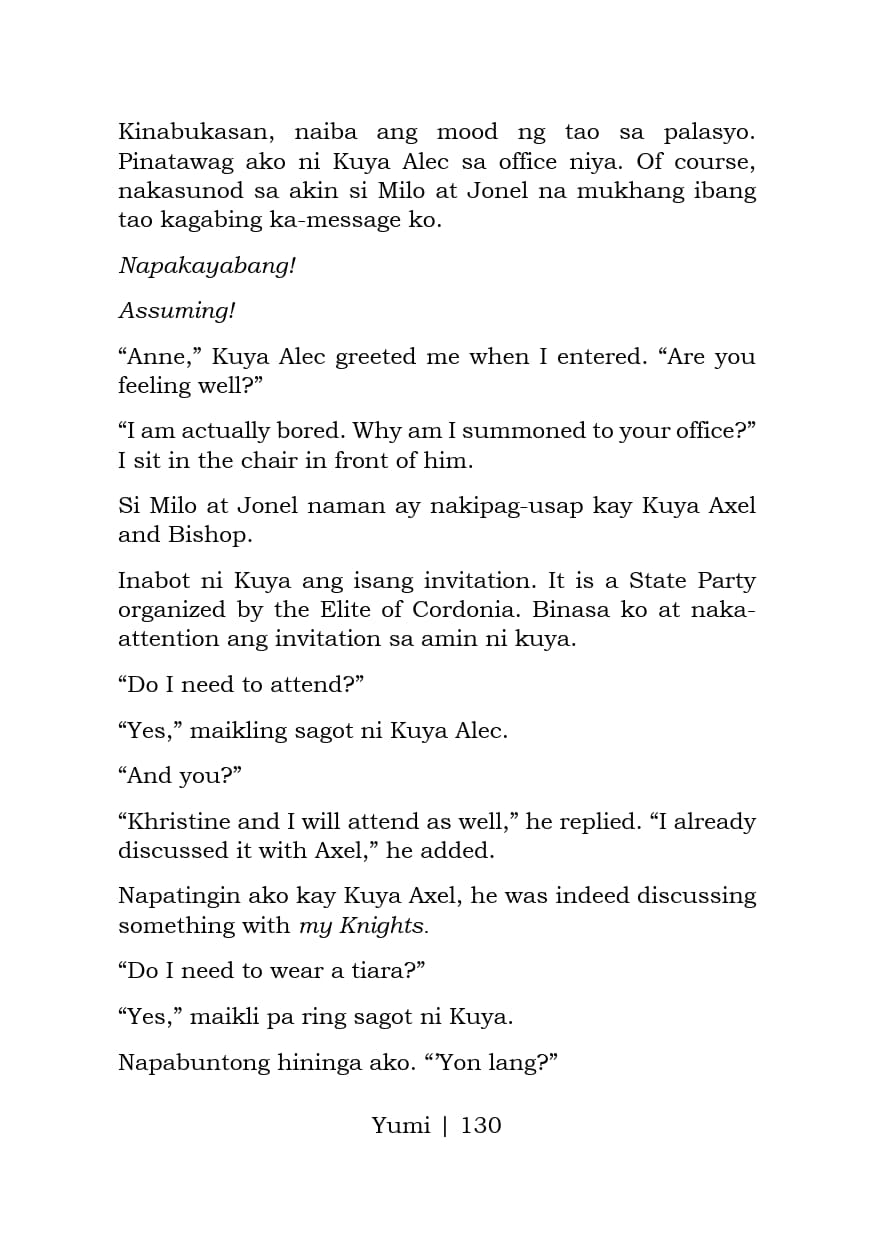 Kinabukasan, naiba ang mood ng tao sa palasyo.
Pinatawag ako ni Kuya Alec sa office niya. Of course,
nakasunod sa akin si Milo at Jonel na mukhang ibang
tao kagabing ka-message ko.
Napakayabang!
Assuming!
“Anne,” Kuya Alec greeted me when I entered. “Are you
feeling well?”
“I am actually bored. Why am I summoned to your office?”
I sit in the chair in front of him.
Si Milo at Jonel naman ay nakipag-usap kay Kuya Axel
and Bishop.
Inabot ni Kuya ang isang invitation. It is a State Party
organized by the Elite of Cordonia. Binasa ko at naka-
attention ang invitation sa amin ni kuya.
“Do I need to attend?”
“Yes,” maikling sagot ni Kuya Alec.
“And you?”
“Khristine and I will attend as well,” he replied. “I already
discussed it with Axel,” he added.
Napatingin ako kay Kuya Axel, he was indeed discussing
something with my Knights.
“Do I need to wear a tiara?”
“Yes,” maikli pa ring sagot ni Kuya.
Napabuntong hininga ako. “’Yon lang?”
Yumi | 130